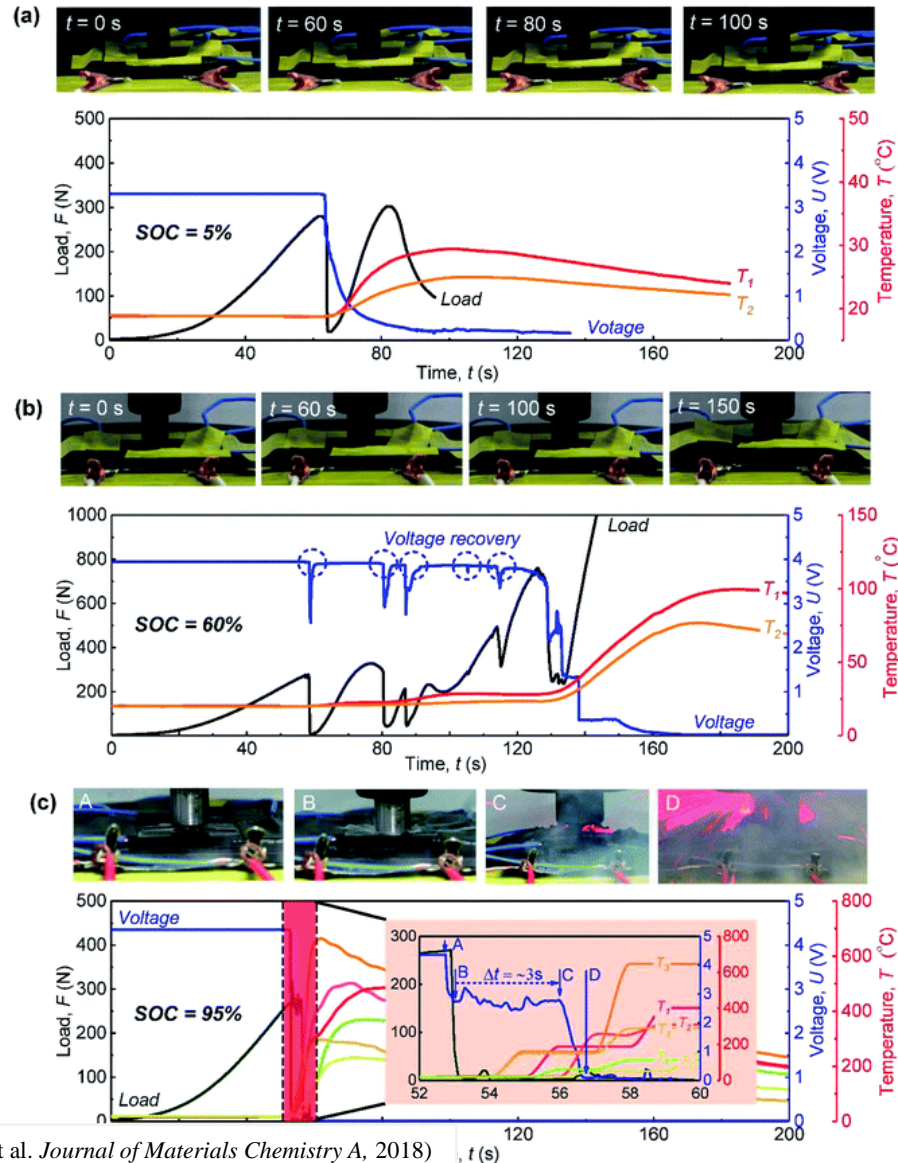 (a)
t = 0 s
t = 60 s
t = 80 s
t = 100 s
500
400
300
200
100
0
Load, F (N)
SOC = 5%
Load
Votage
T1
T2
5
4
3
2
1
0
Voltage, U (V)
50
40
30
20
Temperature, T (°C)
0
40
80
120
160
200
Time, t (s)
(b)
t = 0 s
t = 60 s
t = 100 s
t = 150 s
1000
800
600
400
200
0
Load, F (N)
Voltage recovery
SOC = 60%
Load
T1
T2
Voltage
5
4
3
2
1
0
Voltage, U (V)
150
100
50
0
Temperature, T °C)
0
40
80
120
160
200
Time, t (s)
(c)
A
B
C
D
500
400
300
200
100
0
Load, F (N)
Voltage
SOC = 95%
Load
300
200
100
0
A
B
Δt = ~3s
C
D
T3
T1
T2
5
4
3
2
1
0
800
600
400
200
0
52
54
56
58
60
5
4
3
2
1
0
Voltage, U (V)
800
600
400
200
0
Temperature, T (°C)
200
, t (s)
t al. Journal of Materials Chemistry A, 2018)